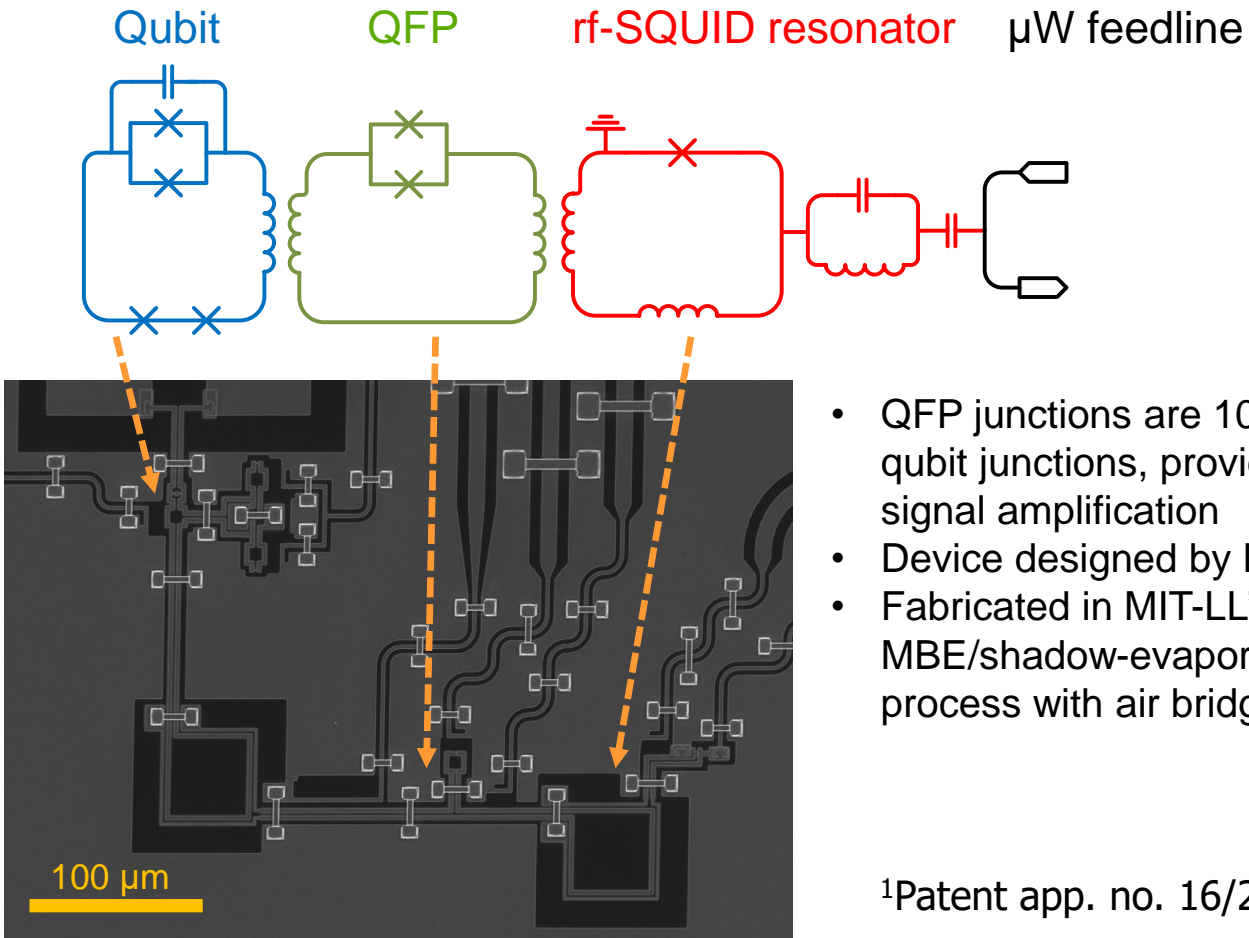 Qubit QFP rf-SQUID resonator µW feedline
• QFP junctions are 10
qubit junctions, provi
signal amplification
• Device designed by
• Fabricated in MIT-LL
MBE/shadow-evapor
process with air bridg
100 µm
¹Patent app. no. 16/2